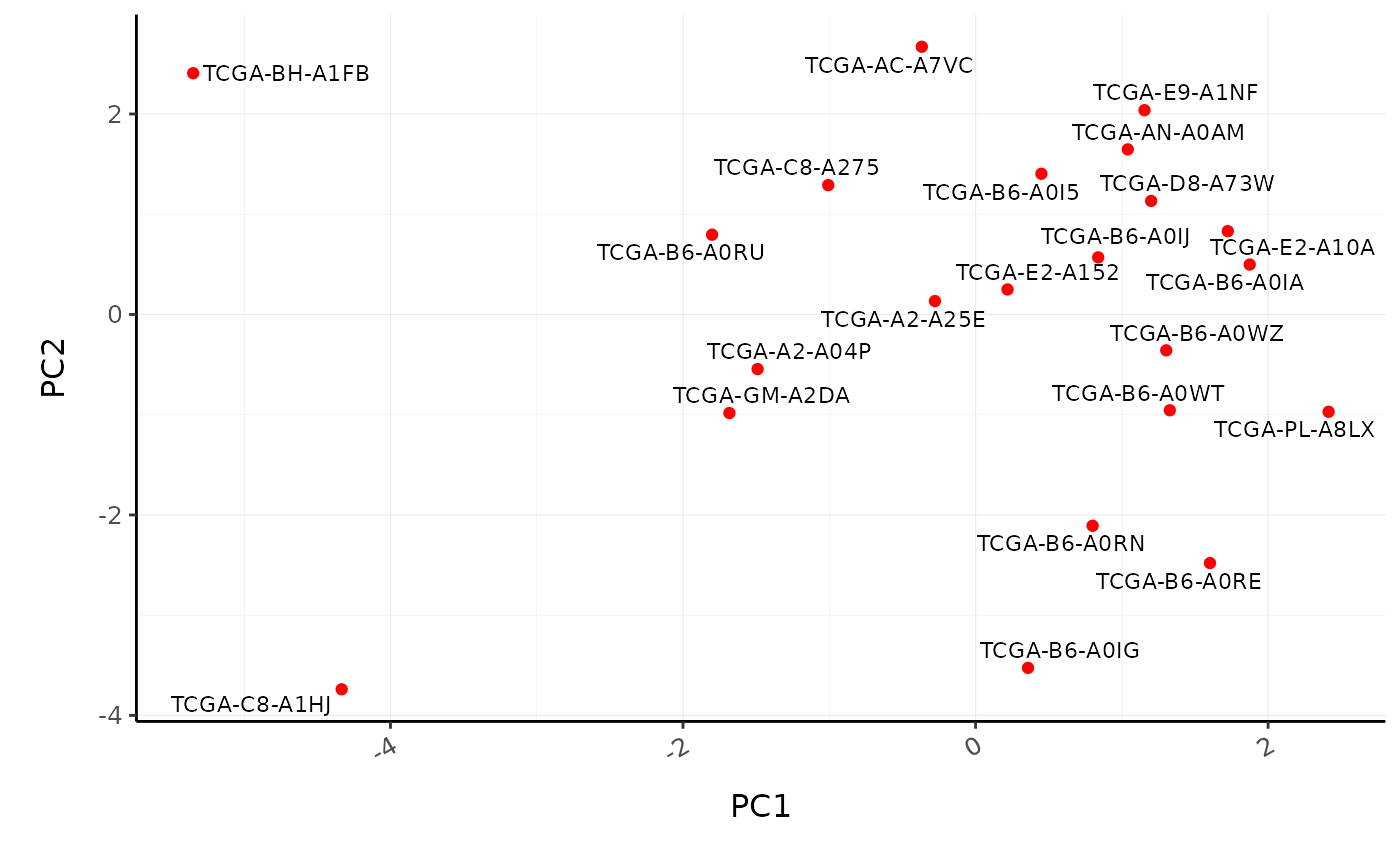 TCGA-BH-A1FB
TCGA-AC-A7VC
TCGA-E9-A1NF
2
TCGA-AN-A0AM
TCGA-C8-A275
TCGA-B6-A0I5
TCGA-D8-A73W
TCGA-B6-A0RU
TCGA-B6-A0IJ
TCGA-E2-A10A
TCGA-E2-A152
TCGA-B6-A0IA
0
TCGA-A2-A25E
TCGA-B6-A0WZ
TCGA-A2-A04P
PC2
TCGA-GM-A2DA
TCGA-B6-A0WT
TCGA-PL-A8LX
-2
TCGA-B6-A0RN
TCGA-B6-A0RE
TCGA-B6-A0IG
TCGA-C8-A1HJ
-4
-4 -2 0 2
PC1